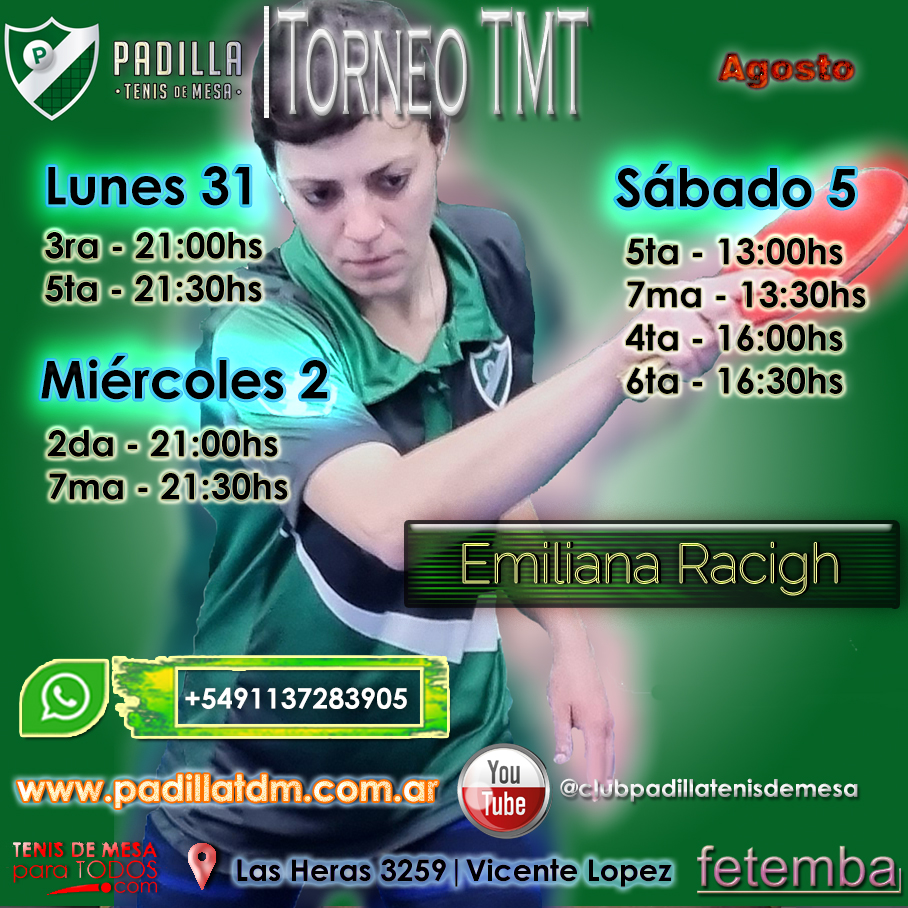 P
PADILLA
• TENIS DE MESA •
TORNEO TMT
Agosto
Lunes 31
3ra - 21:00hs
5ta - 21:30hs
Miércoles 2
2da - 21:00hs
7ma - 21:30hs
Sábado 5
5ta - 13:00hs
7ma - 13:30hs
4ta - 16:00hs
6ta - 16:30hs
Emiliana Racigh
+5491137283905
www.padillatdm.com.ar
You
Tube
@clubpadillatenisdemesa
TENIS DE MESA
para TODOS
.com
Las Heras 3259|Vicente Lopez
fetemba